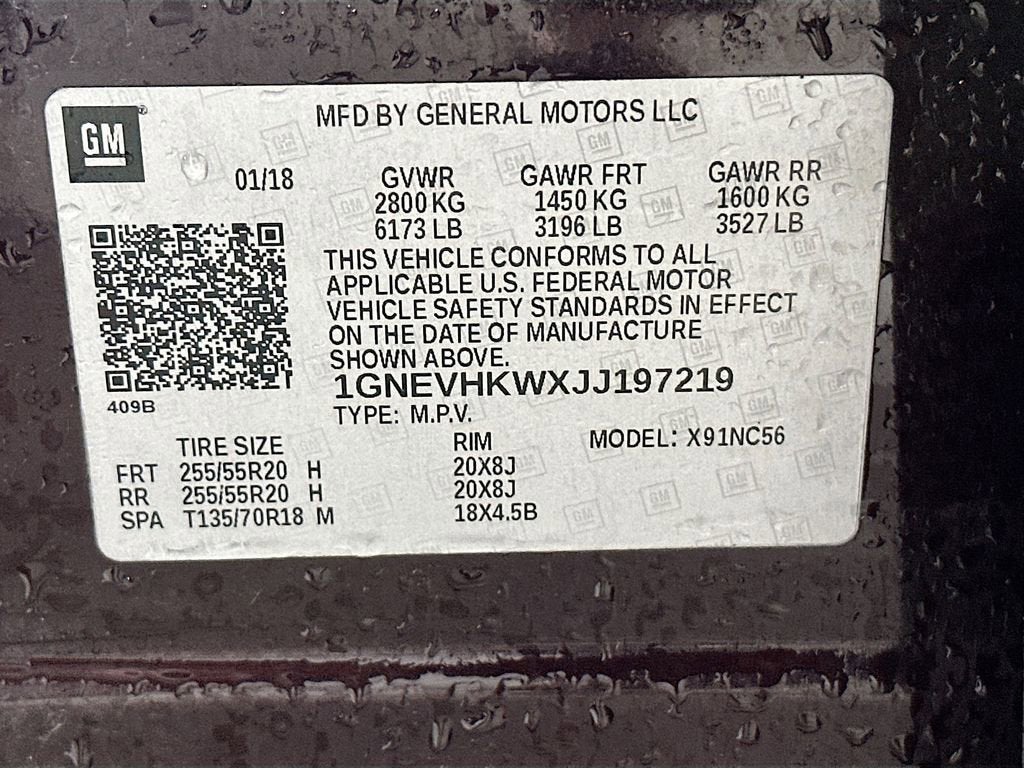 GM
MFD BY GENERAL MOTORS LLC
01/18 GVWR GAWR FRT GAWR RR
2800 KG 1450 KG 1600 KG
6173 LB 3196 LB 3527 LB
THIS VEHICLE CONFORMS TO ALL
APPLICABLE U.S. FEDERAL MOTOR
VEHICLE SAFETY STANDARDS IN EFFECT
ON THE DATE OF MANUFACTURE
SHOWN ABOVE.
1GNEVHKWXJJ197219
409B
TYPE: M.P.V.
TIRE SIZE RIM MODEL: X91NC56
FRT 255/55R20 H 20X8J
RR 255/55R20 H 20X8J
SPA T135/70R18 M 18X4.5B